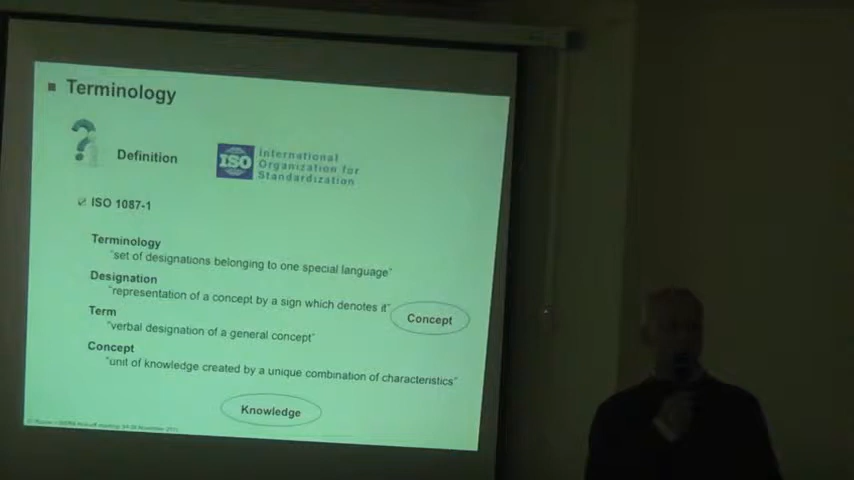 Terminology
Definition
ISO
International
Organization for
Standardization
ISO 1087-1
Terminology
"set of designations belonging to one special language"
Designation
"representation of a concept by a sign which denotes it"
Concept
Term
"verbal designation of a general concept"
Concept
"unit of knowledge created by a unique combination of characteristics"
Knowledge